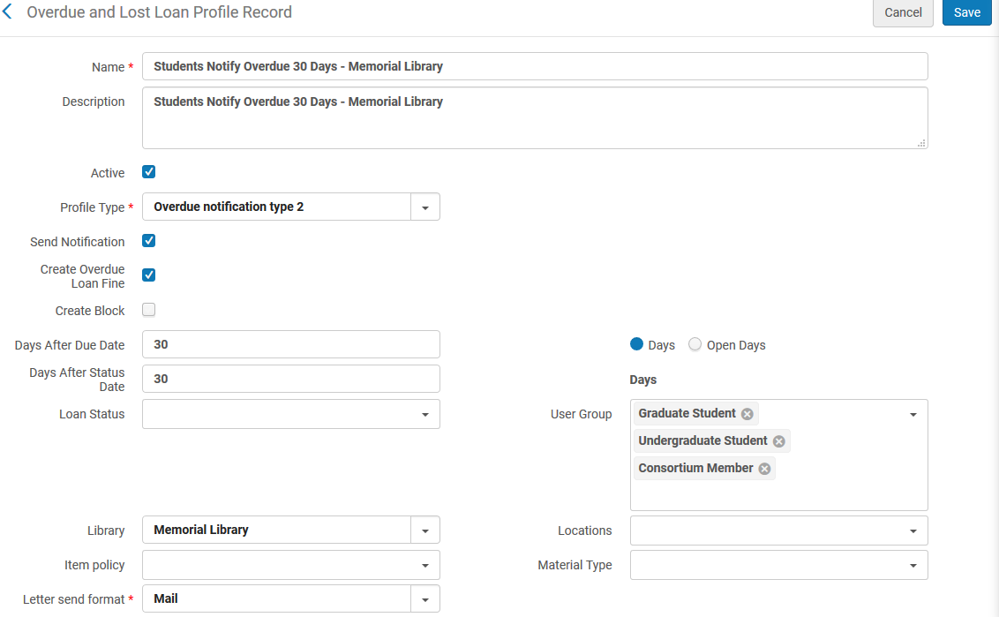 Overdue and Lost Loan Profile Record
Cancel
Save
Name *
Students Notify Overdue 30 Days - Memorial Library
Description
Students Notify Overdue 30 Days - Memorial Library
Active
Profile Type *
Overdue notification type 2
Send Notification
Create Overdue
Loan Fine
Create Block
Days After Due Date
30
Days
Open Days
Days After Status
Date
30
Days
Loan Status
User Group
Graduate Student
Undergraduate Student
Consortium Member
Library
Memorial Library
Locations
Item policy
Material Type
Letter send format *
Mail